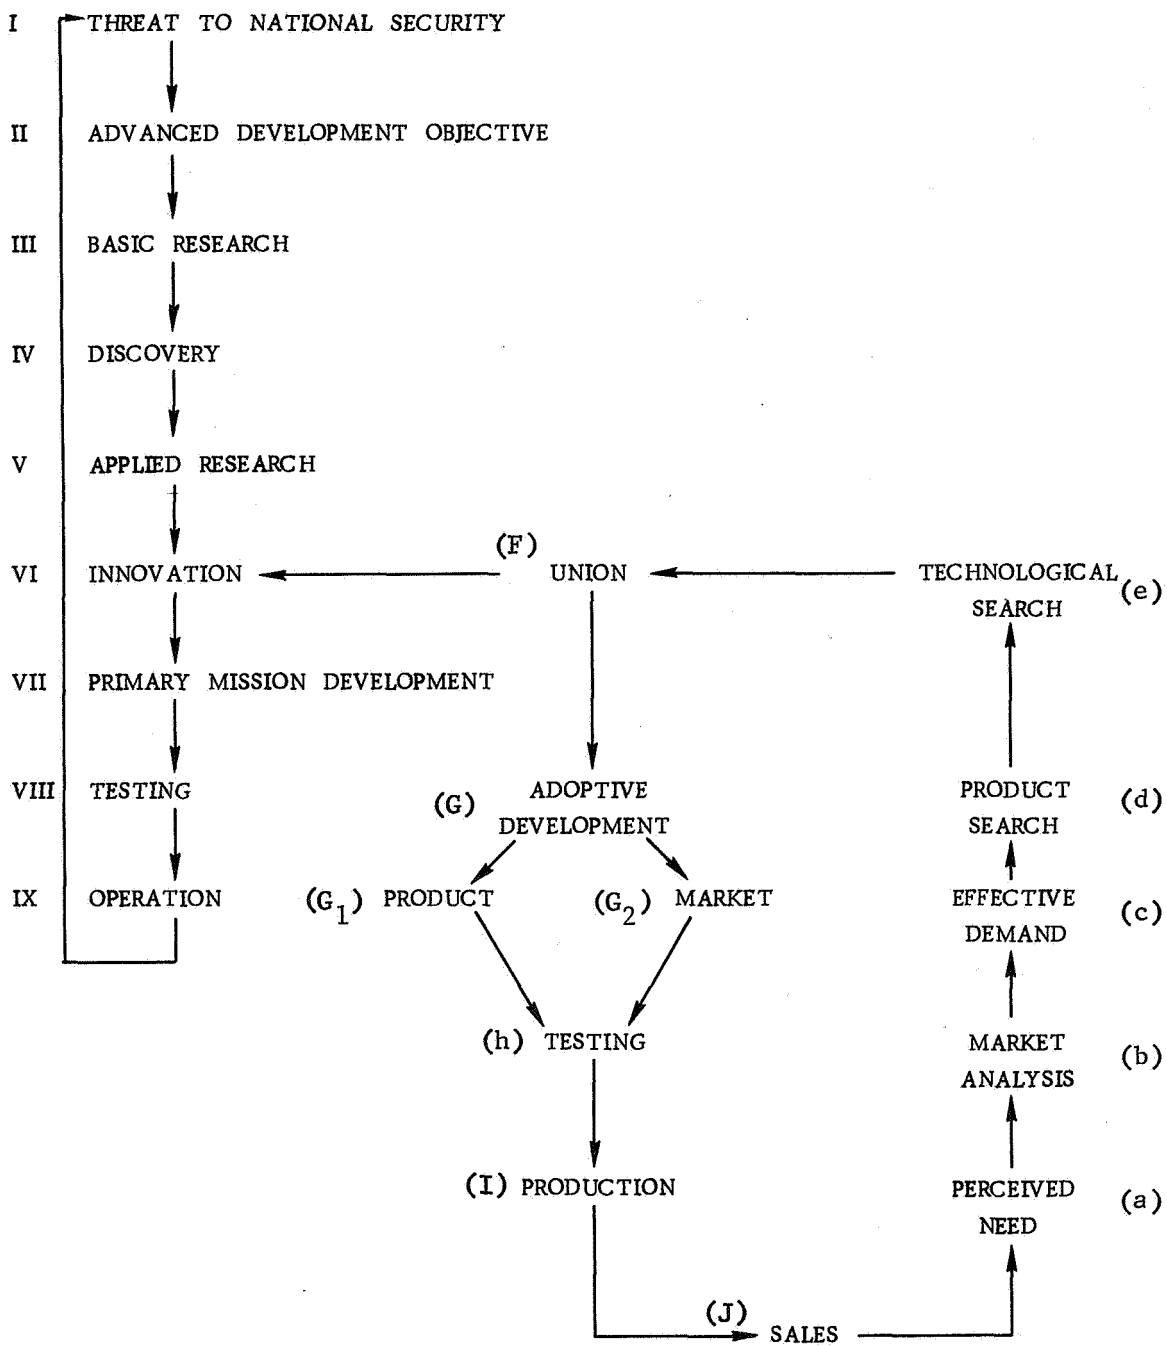 I THREAT TO NATIONAL SECURITY
II ADVANCED DEVELOPMENT OBJECTIVE
III BASIC RESEARCH
IV DISCOVERY
V APPLIED RESEARCH
VI INNOVATION
VII PRIMARY MISSION DEVELOPMENT
VIII TESTING
IX OPERATION
(F)
UNION
(G) ADOPTIVE
DEVELOPMENT
(G1) PRODUCT
(G2) MARKET
(h) TESTING
(I) PRODUCTION
(J)
SALES
TECHNOLOGICAL
SEARCH (e)
PRODUCT
SEARCH (d)
EFFECTIVE
DEMAND (c)
MARKET
ANALYSIS (b)
PERCEIVED
NEED (a)